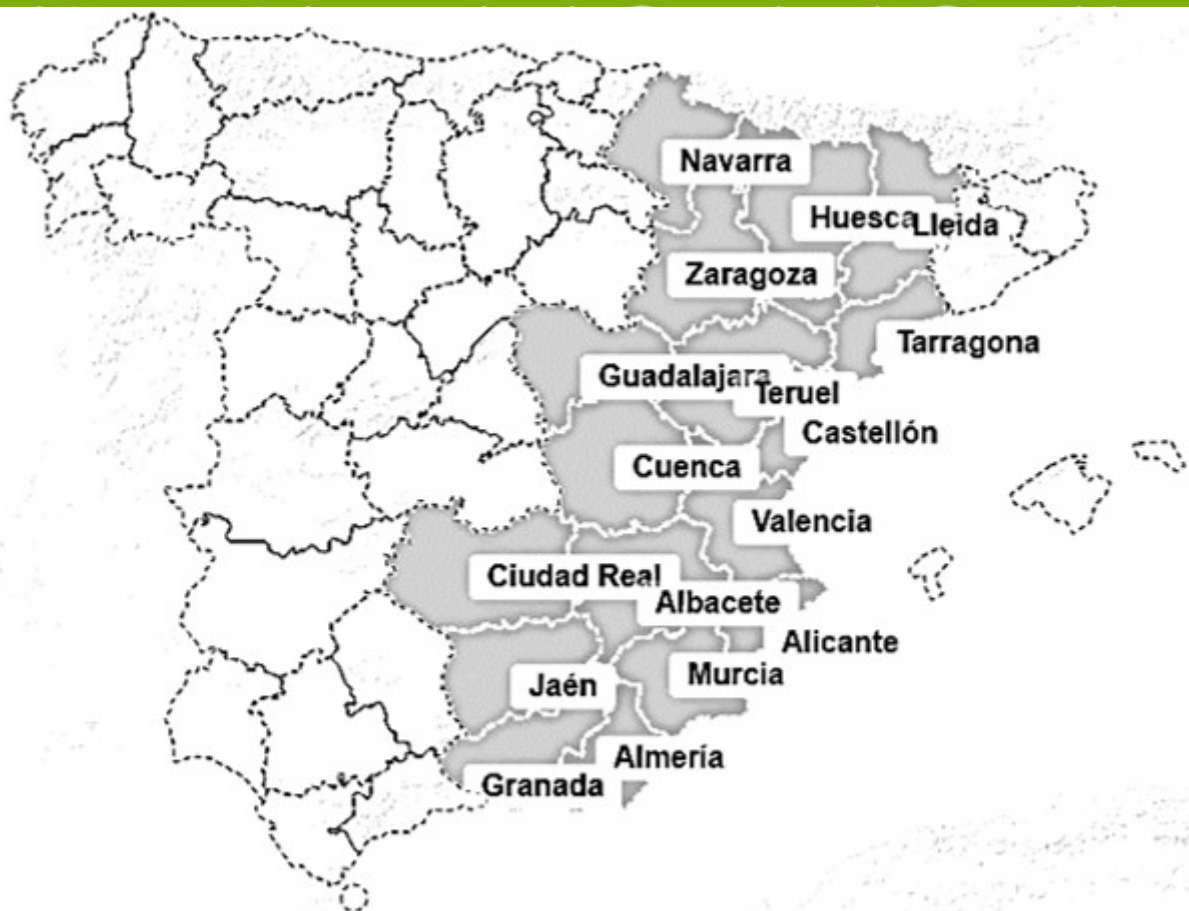 Navarra
Huesca
Lleida
Zaragoza
Tarragona
Guadalajara
Teruel
Castellón
Cuenca
Valencia
Ciudad Real
Albacete
Alicante
Murcia
Jaén
Almería
Granada